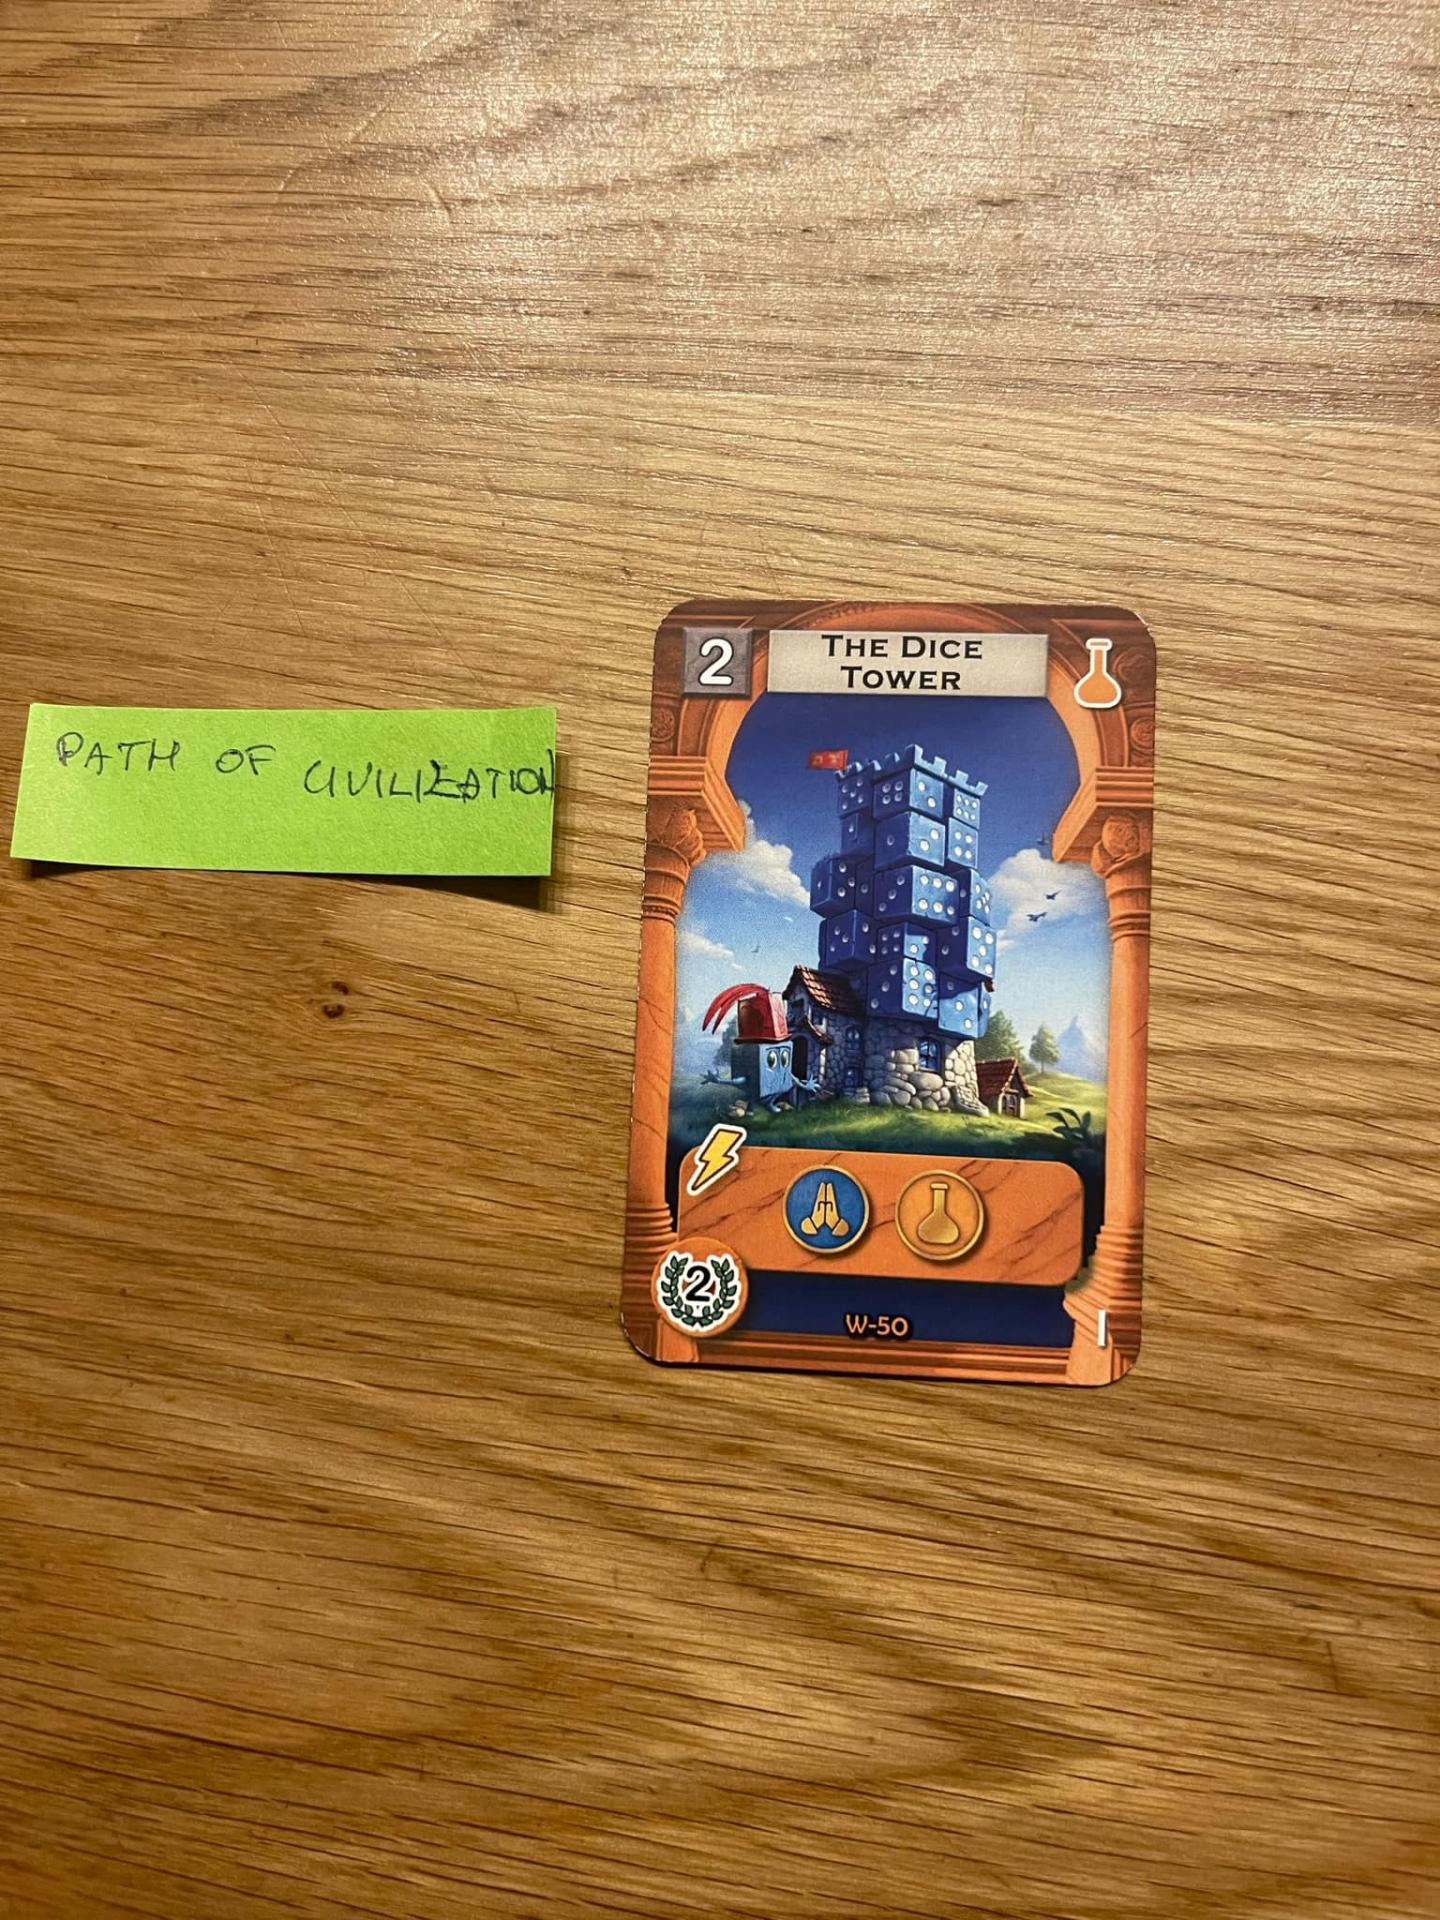 PATH OF CIVILIZATION
2
THE DICE
TOWER
2
W-50
I